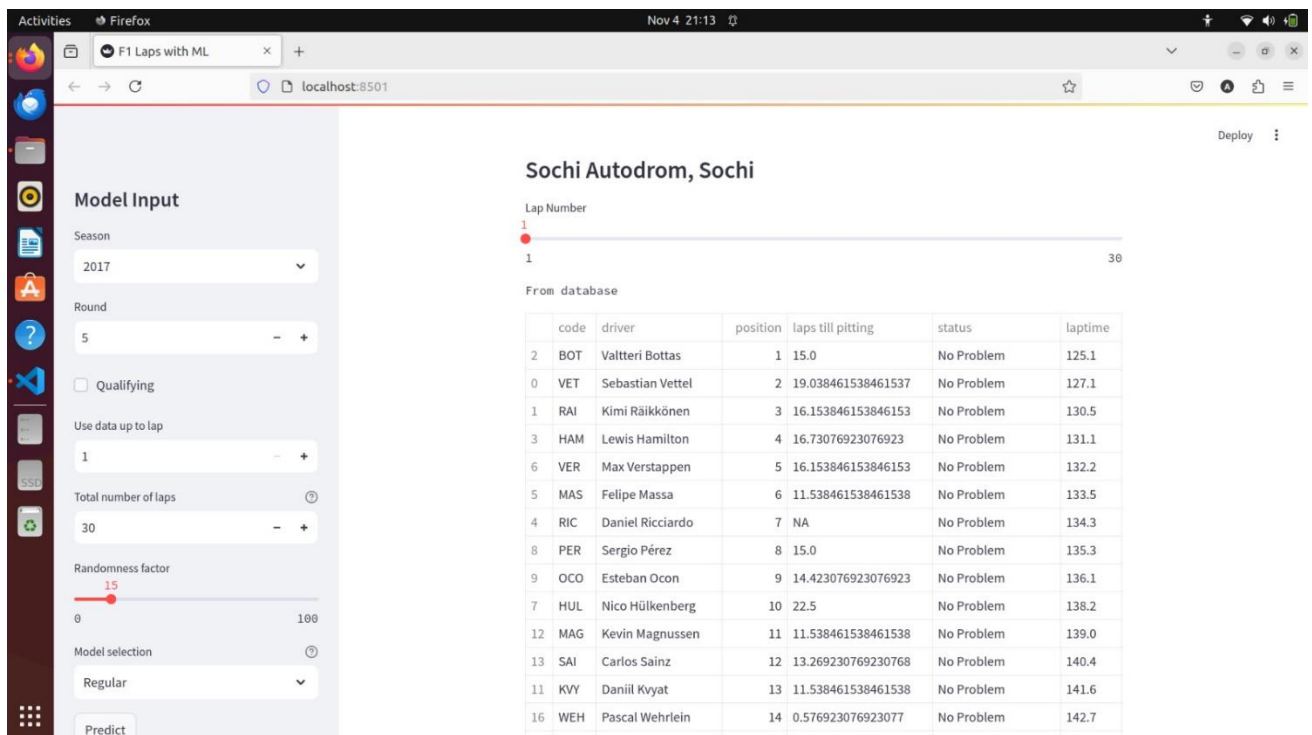 Activities Firefox Nov 4 21:13
F1 Laps with ML
localhost:8501
Deploy
Model Input
Season
2017
Round
5
Qualifying
Use data up to lap
1
Total number of laps
30
Randomness factor
15
0 100
Model selection
Regular
Predict
SSD
Sochi Autodrom, Sochi
Lap Number
1
1 30
From database
code driver position laps till pitting status laptime
2 BOT Valtteri Bottas 1 15.0 No Problem 125.1
0 VET Sebastian Vettel 2 19.038461538461537 No Problem 127.1
1 RAI Kimi Räikkönen 3 16.153846153846153 No Problem 130.5
3 HAM Lewis Hamilton 4 16.73076923076923 No Problem 131.1
6 VER Max Verstappen 5 16.153846153846153 No Problem 132.2
5 MAS Felipe Massa 6 11.538461538461538 No Problem 133.5
4 RIC Daniel Ricciardo 7 NA No Problem 134.3
8 PER Sergio Pérez 8 15.0 No Problem 135.3
9 OCO Esteban Ocon 9 14.423076923076923 No Problem 136.1
7 HUL Nico Hülkenberg 10 22.5 No Problem 138.2
12 MAG Kevin Magnussen 11 11.538461538461538 No Problem 139.0
13 SAI Carlos Sainz 12 13.269230769230768 No Problem 140.4
11 KVY Daniil Kvyat 13 11.538461538461538 No Problem 141.6
16 WEH Pascal Wehrlein 14 0.576923076923077 No Problem 142.7